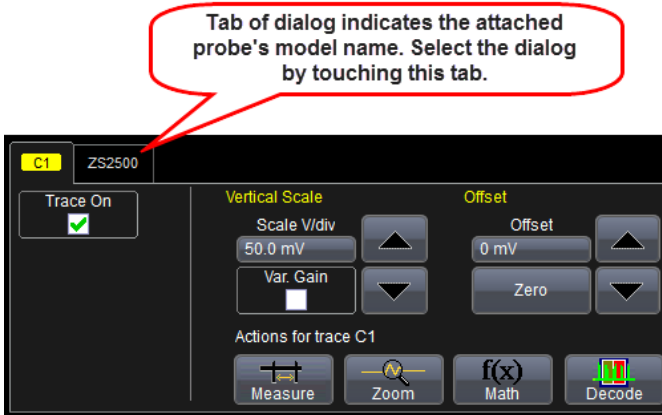 Tab of dialog indicates the attached
probe's model name. Select the dialog
by touching this tab.
C1 ZS2500
Trace On
Vertical Scale
Scale V/div
50.0 mV
Var. Gain
Offset
Offset
0 mV
Zero
Actions for trace C1
Measure
Zoom
f(x)
Math
Decode